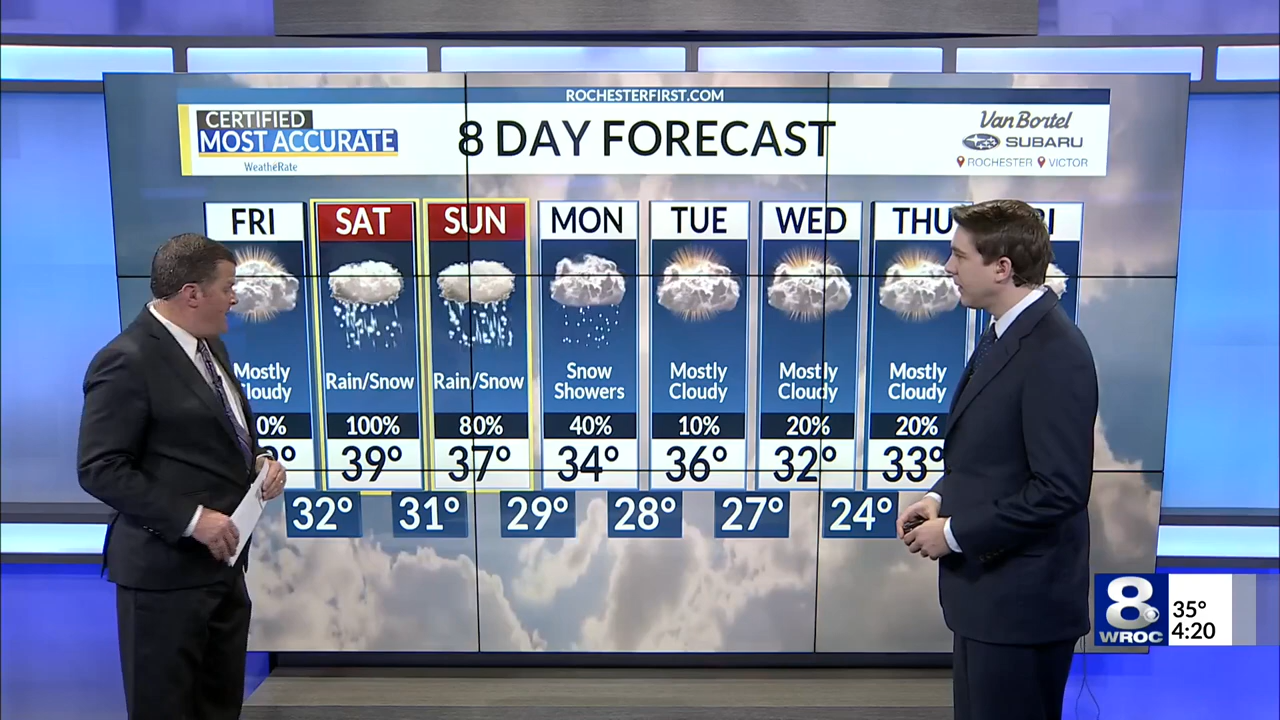 ROCHESTERFIRST.COM
CERTIFIED
MOST ACCURATE
WeatheRate
8 DAY FORECAST
Van Bortel
SUBARU
ROCHESTER VICTOR
FRI SAT SUN MON TUE WED THU
Mostly Cloudy
Rain/Snow
Rain/Snow
Snow
Showers
Mostly
Cloudy
Mostly
Cloudy
Mostly
Cloudy
0% 100% 80% 40% 10% 20% 20%
39° 37° 34° 36° 32° 33°
32° 31° 29° 28° 27° 24°
8
WROC
35°
4:20